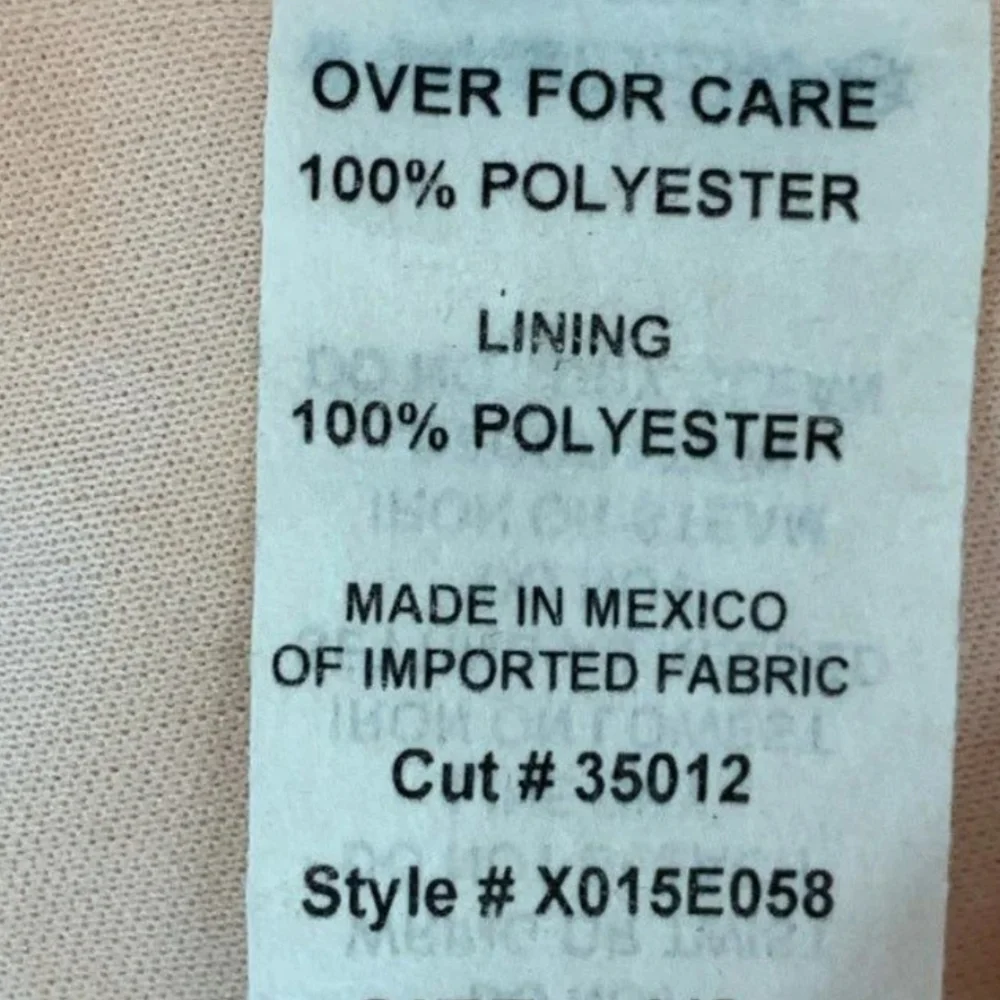 OVER FOR CARE
100% POLYESTER
LINING
100% POLYESTER
MADE IN MEXICO
OF IMPORTED FABRIC
Cut # 35012
Style # X015E058